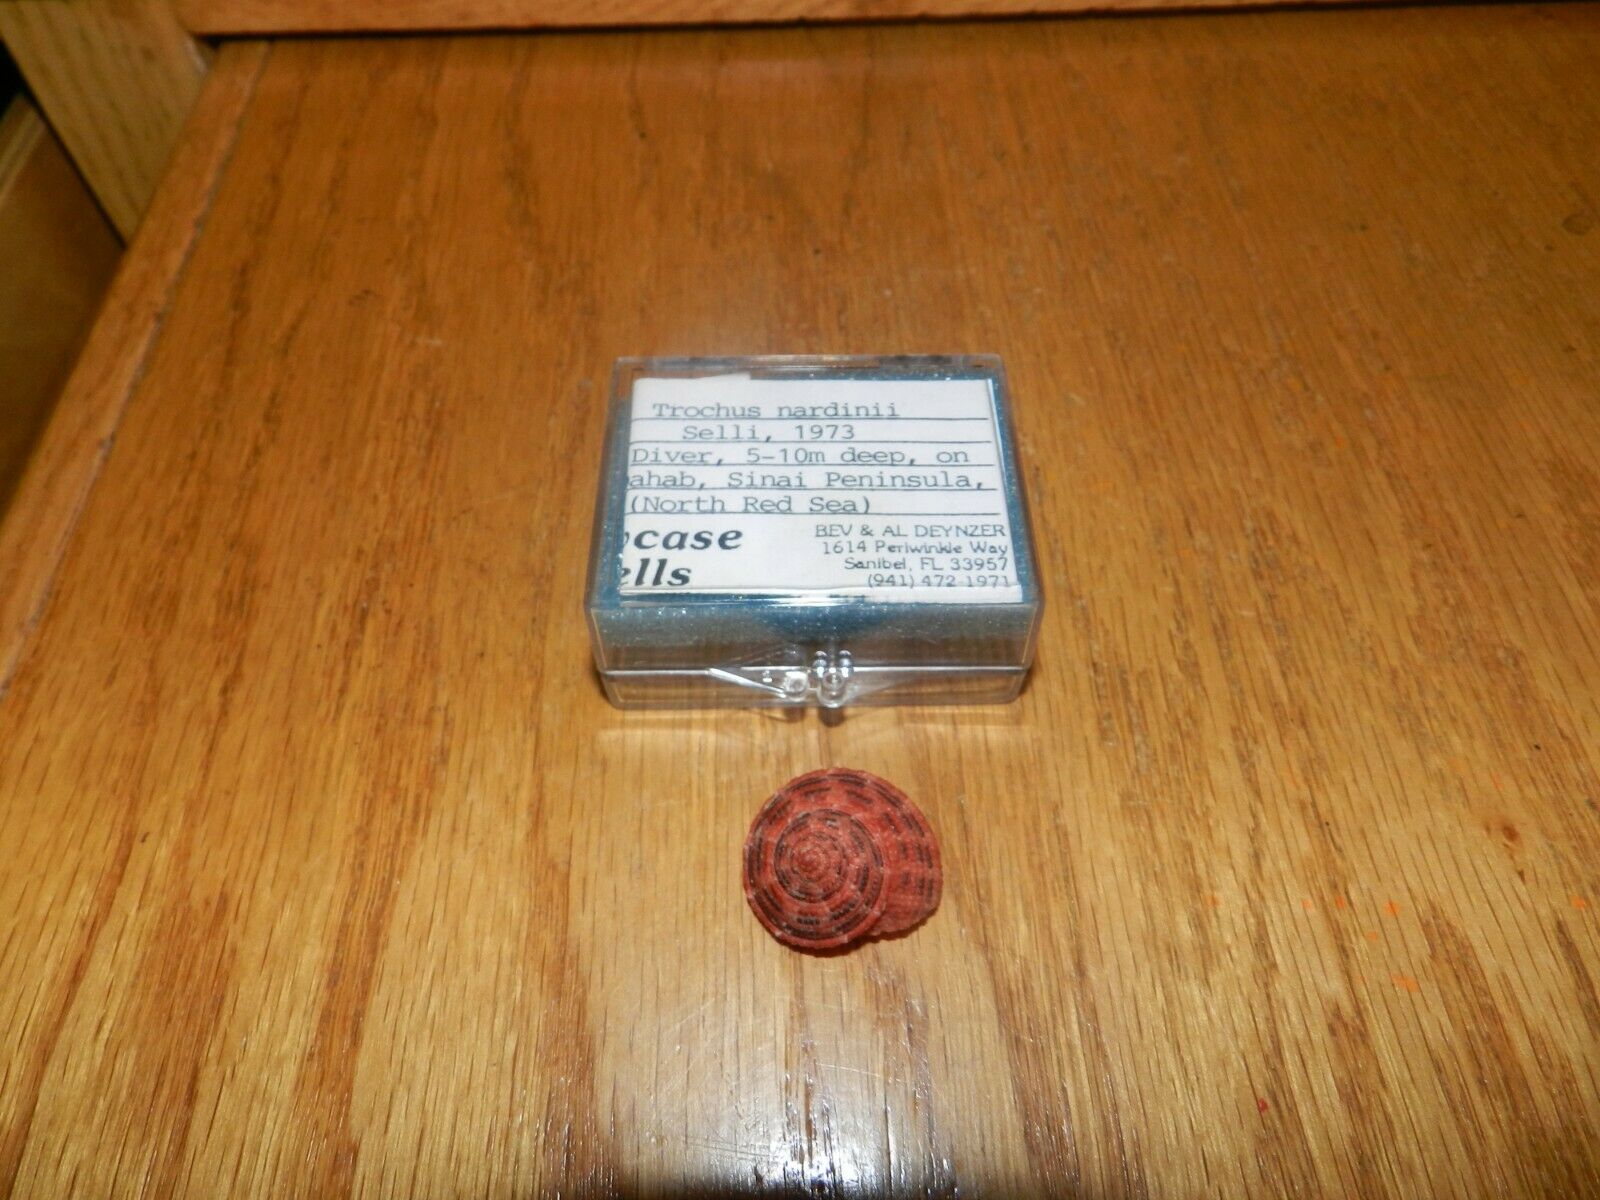 Trochus nardinii
Selli, 1973
Diver, 5-10m deep, on
ahab, Sinai Peninsula,
(North Red Sea)
case
ells
BEV & AL DEYNZER
1614 Periwinkle Way
Sanibel, FL 33957
(941) 472-1971